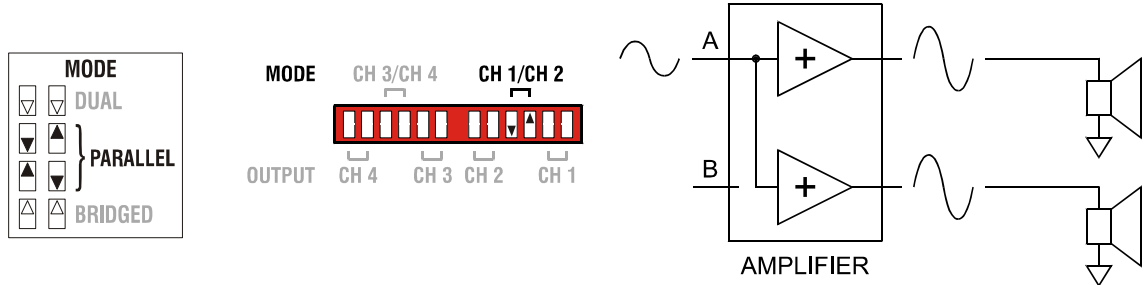 MODE
DUAL
PARALLEL
BRIDGED
MODE CH 3/CH 4 CH 1/CH 2
OUTPUT CH 4 CH 3 CH 2 CH 1
A
B
AMPLIFIER